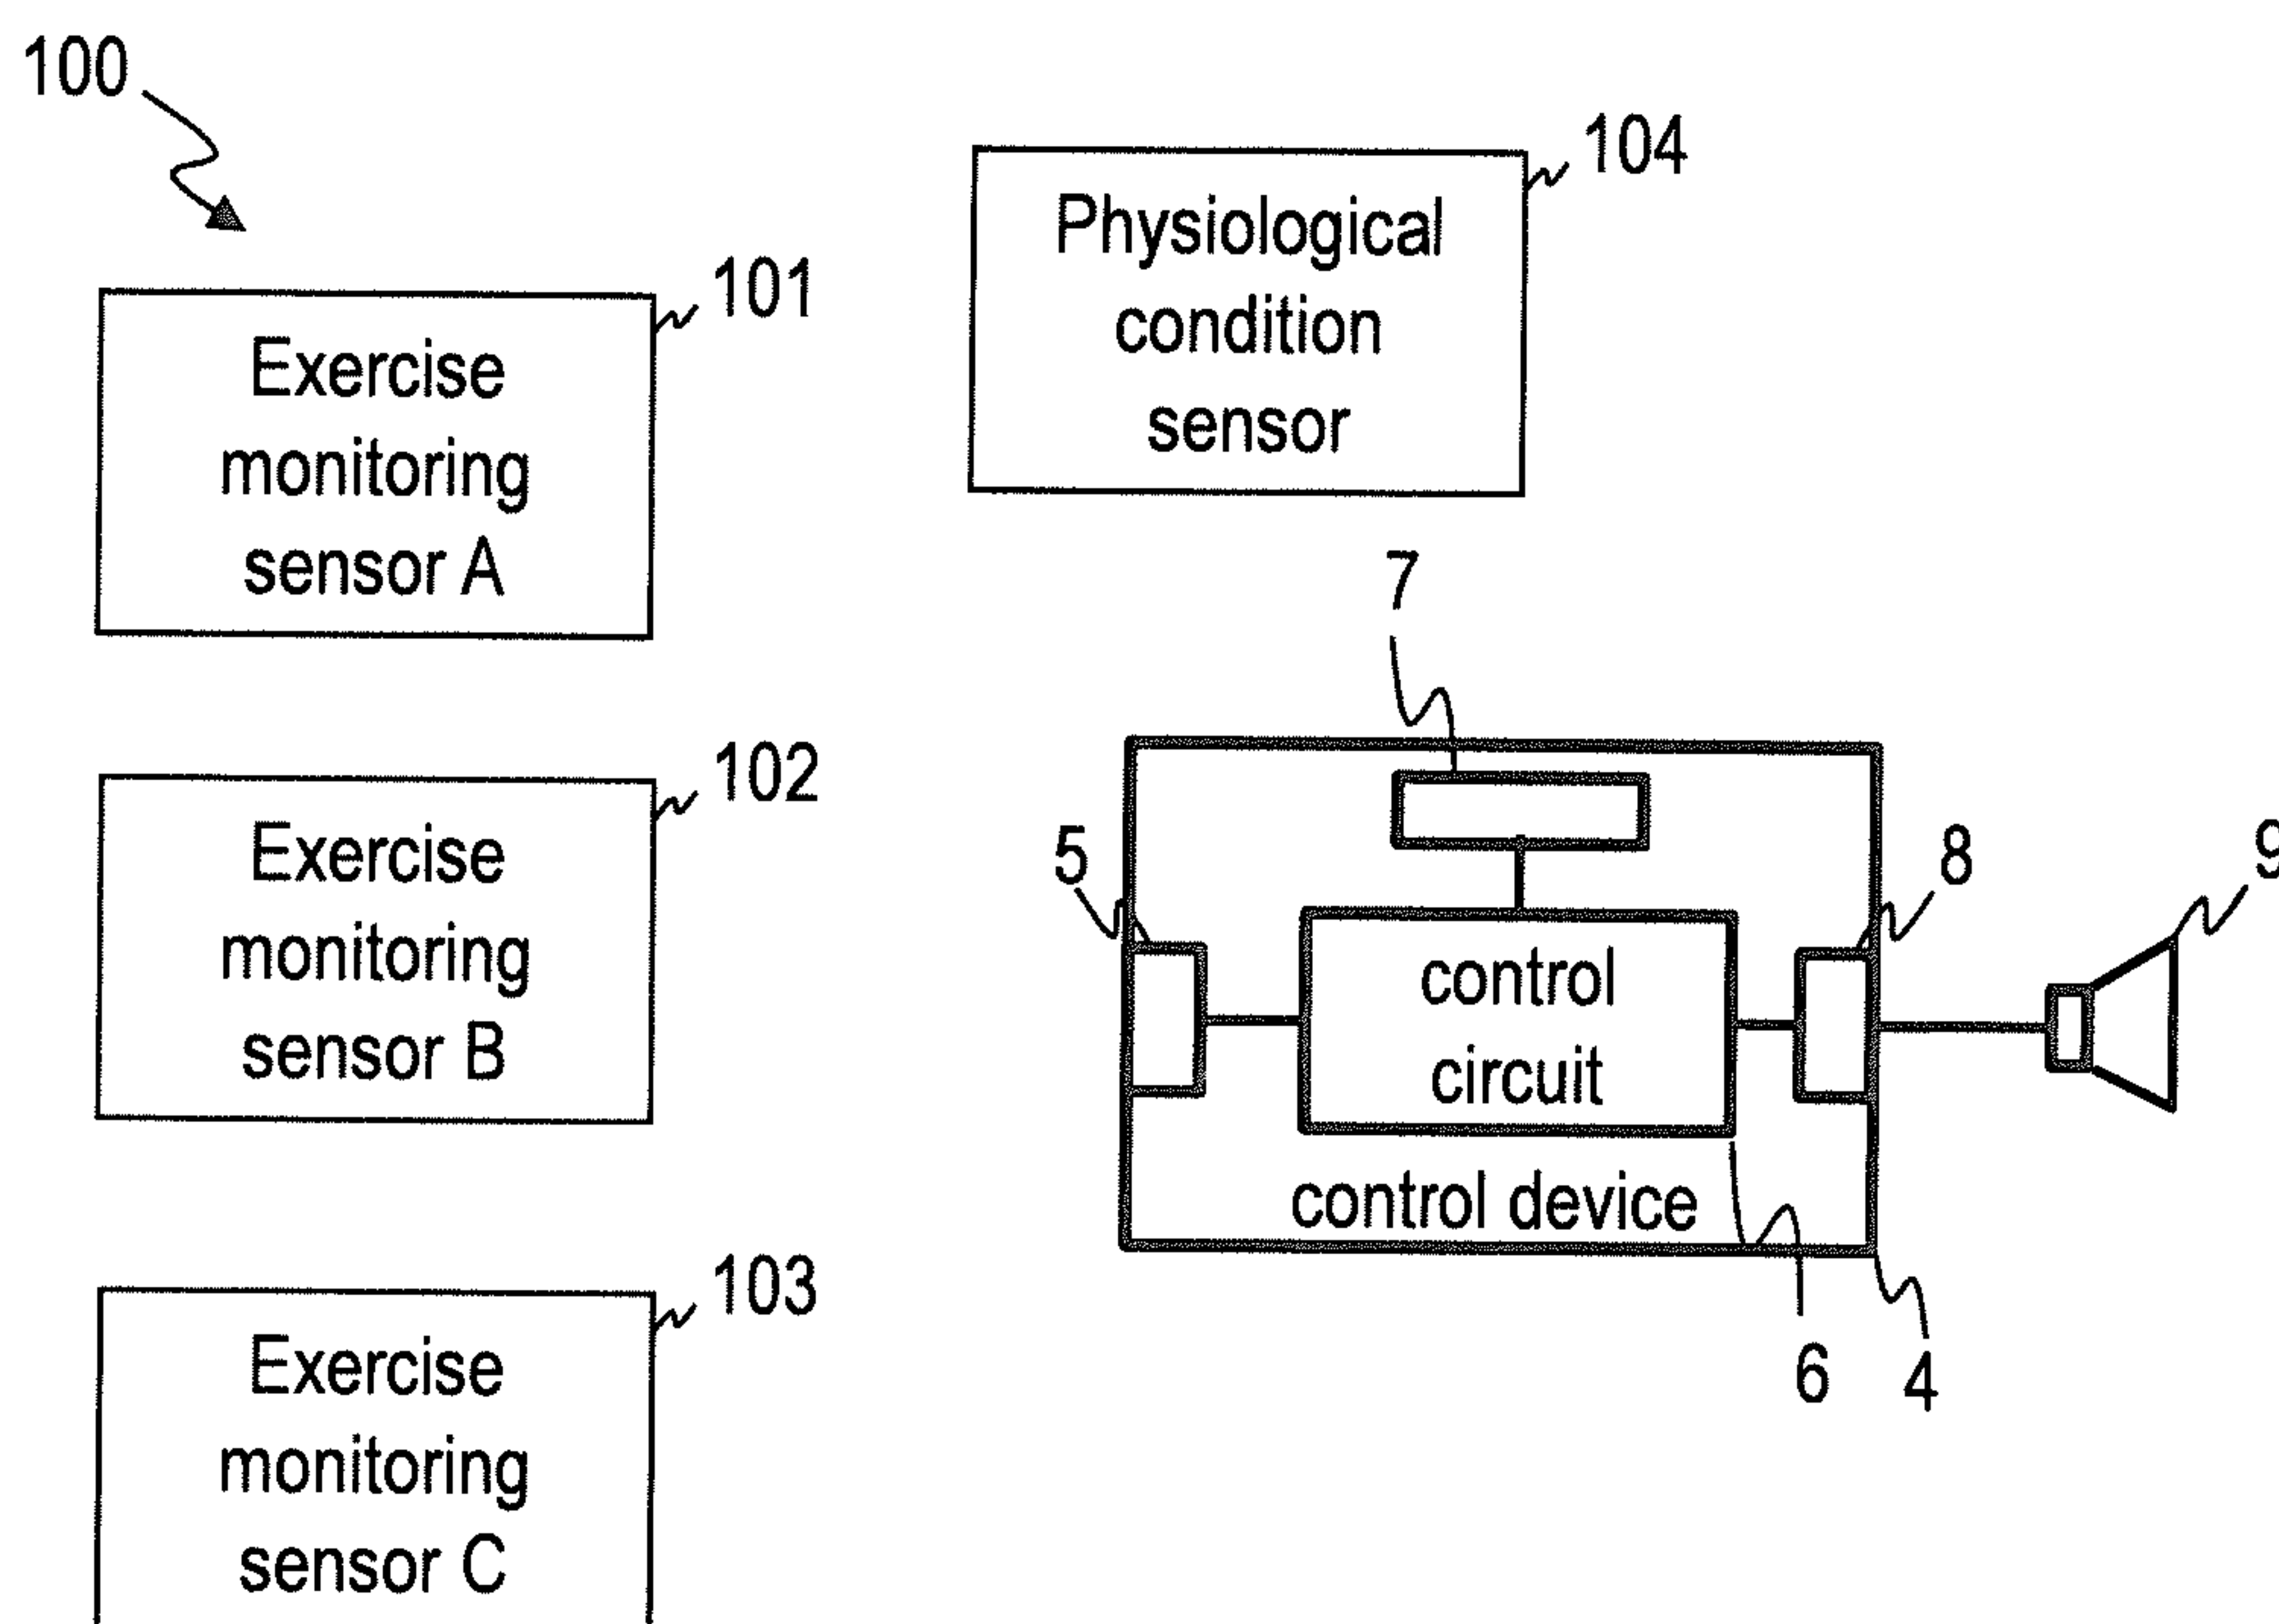 100
101
Exercise
monitoring
sensor A
104
Physiological
condition
sensor
102
Exercise
monitoring
sensor B
103
Exercise
monitoring
sensor C
7
5
8
9
control
circuit
control device
6
4